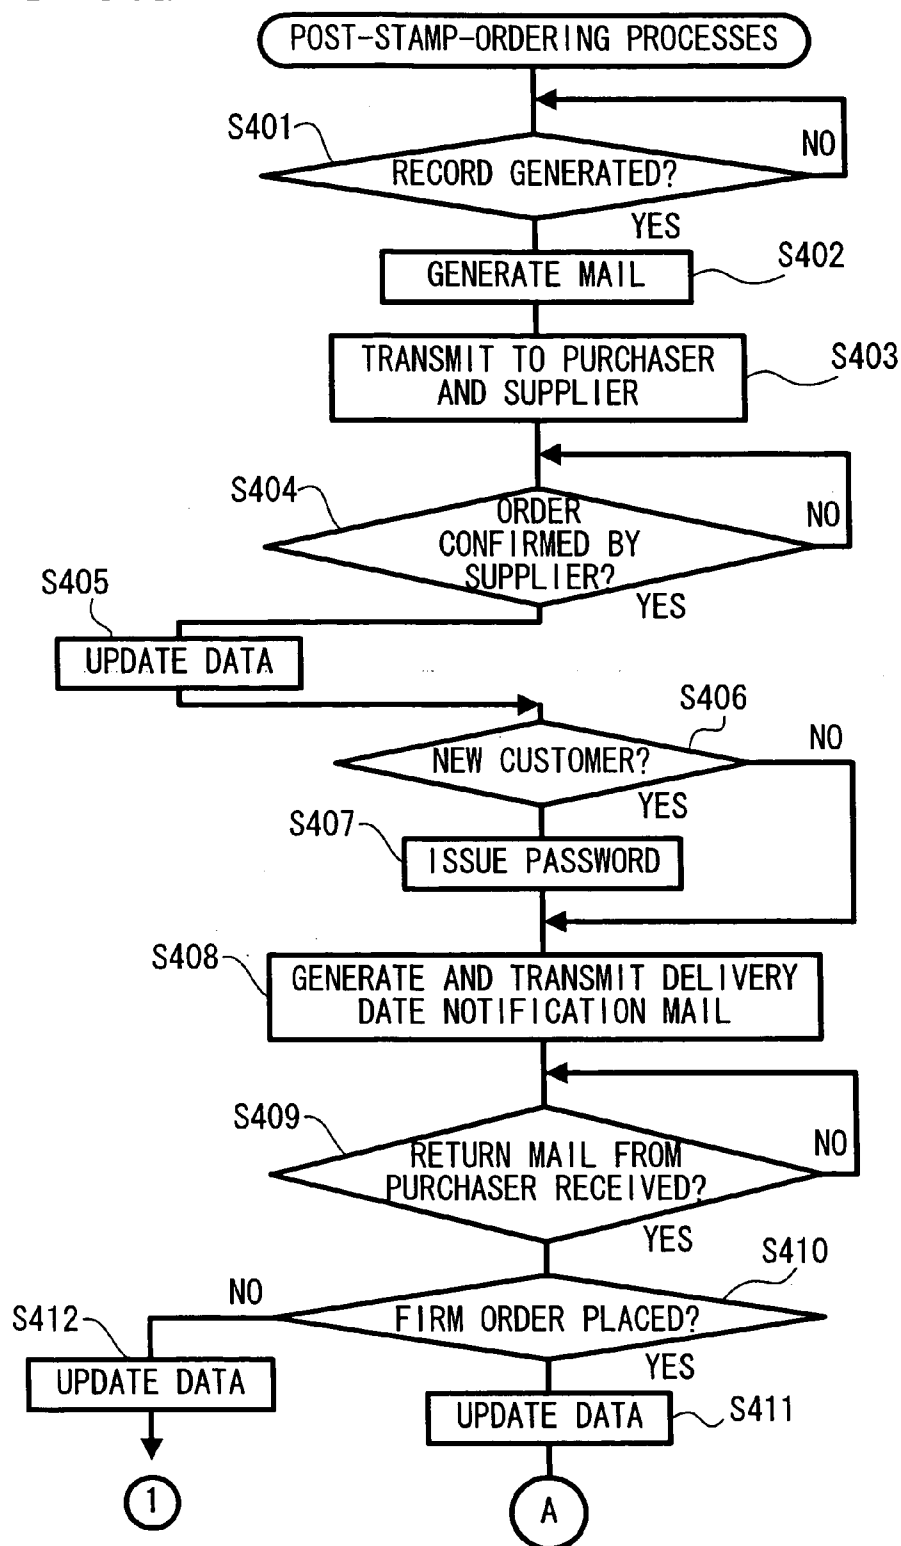 POST-STAMP-ORDERING PROCESSES
S401
RECORD GENERATED?
NO
YES
GENERATE MAIL
S402
TRANSMIT TO PURCHASER
AND SUPPLIER
S403
S404
ORDER
CONFIRMED BY
SUPPLIER?
NO
YES
S405
UPDATE DATA
S406
NEW CUSTOMER?
NO
YES
S407
ISSUE PASSWORD
S408
GENERATE AND TRANSMIT DELIVERY
DATE NOTIFICATION MAIL
S409
RETURN MAIL FROM
PURCHASER RECEIVED?
NO
YES
S410
FIRM ORDER PLACED?
NO
YES
S412
UPDATE DATA
UPDATE DATA
S411
1
A